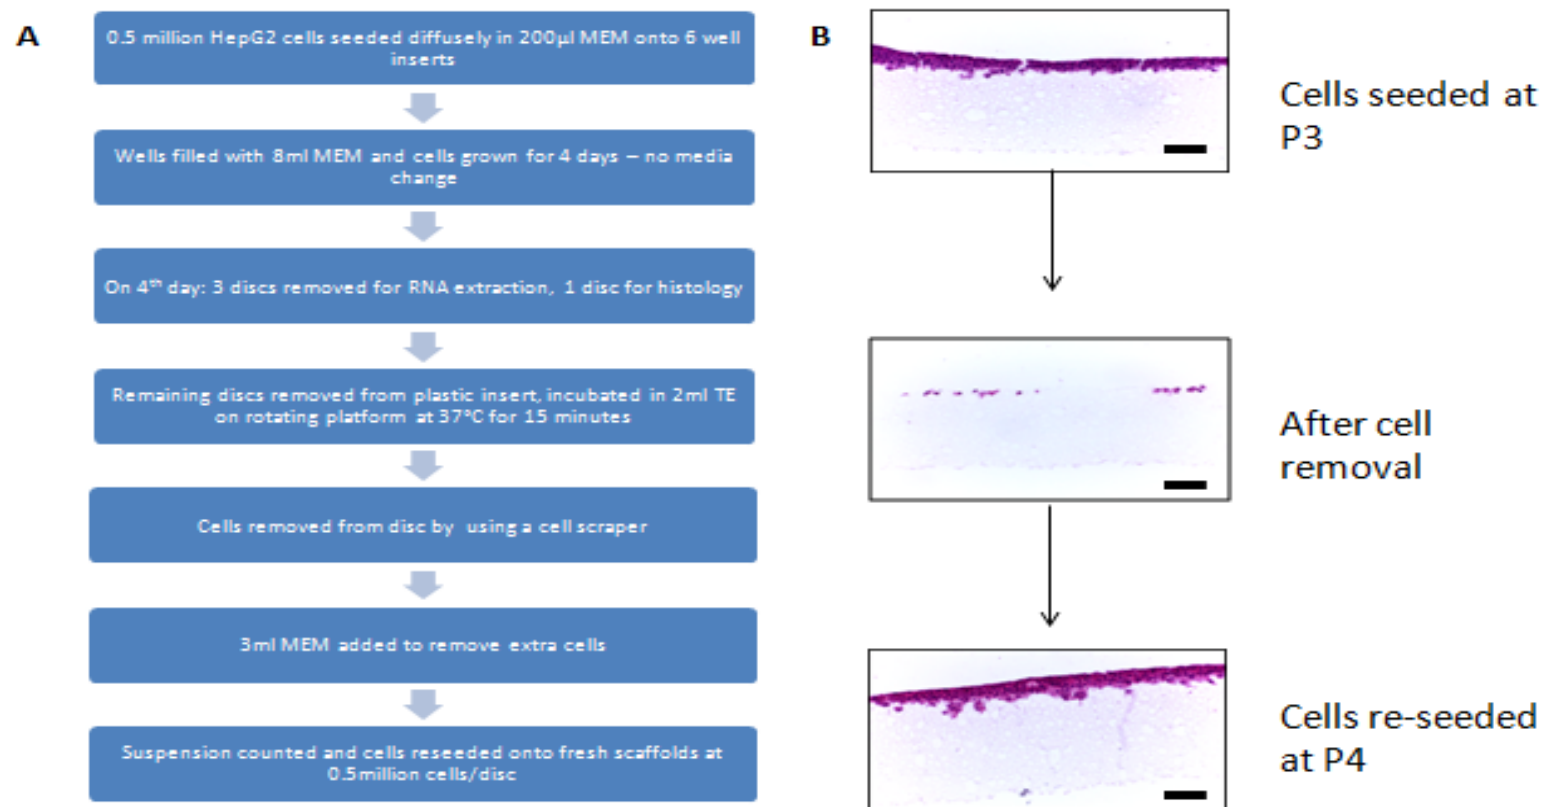 A
0.5 million HepG2 cells seeded diffusely in 200µl MEM onto 6 well
inserts
Wells filled with 8ml MEM and cells grown for 4 days – no media
change
On 4th day: 3 discs removed for RNA extraction, 1 disc for histology
Remaining discs removed from plastic insert, incubated in 2ml TE
on rotating platform at 37°C for 15 minutes
Cells removed from disc by using a cell scraper
3ml MEM added to remove extra cells
Suspension counted and cells reseeded onto fresh scaffolds at
0.5million cells/disc
B
Cells seeded at
P3
After cell
removal
Cells re-seeded
at P4